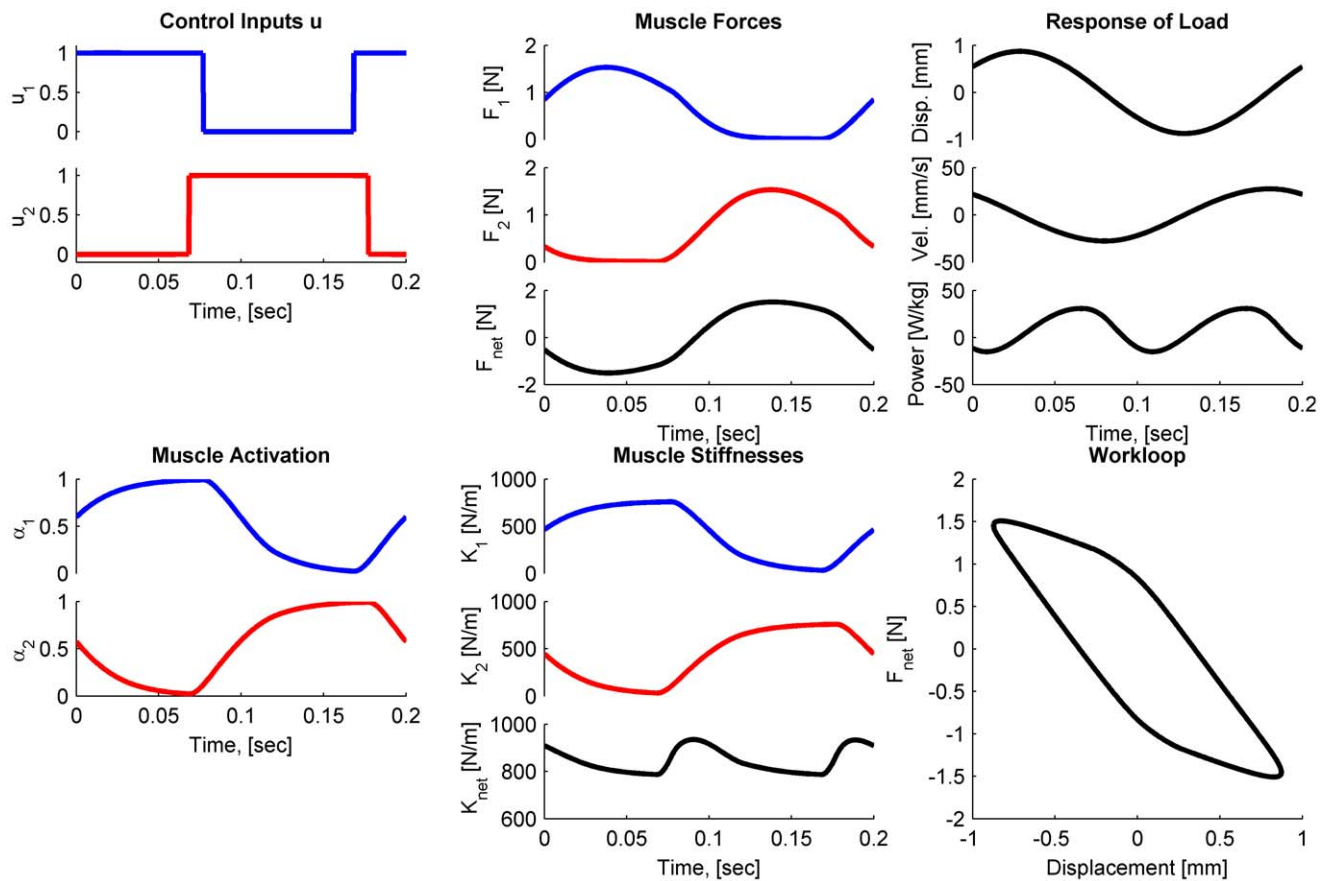 Control Inputs u
1
0.5
0
u1
1
0.5
0
u2
0 0.05 0.1 0.15 0.2
Time, [sec]
Muscle Forces
2
1
0
F1 [N]
2
1
0
F2 [N]
2
0
-2
Fnet [N]
0 0.05 0.1 0.15 0.2
Time, [sec]
Response of Load
1
0
-1
Disp. [mm]
50
0
-50
Vel. [mm/s]
50
0
-50
Power [W/kg]
0 0.05 0.1 0.15 0.2
Time, [sec]
Muscle Activation
1
0.5
0
α1
1
0.5
0
α2
0 0.05 0.1 0.15 0.2
Time, [sec]
Muscle Stiffnesses
1000
500
0
K1 [N/m]
1000
500
0
K2 [N/m]
1000
800
600
Knet [N/m]
0 0.05 0.1 0.15 0.2
Time, [sec]
Workloop
2
1.5
1
0.5
0
-0.5
-1
-1.5
-2
Fnet [N]
-1 -0.5 0 0.5 1
Displacement [mm]